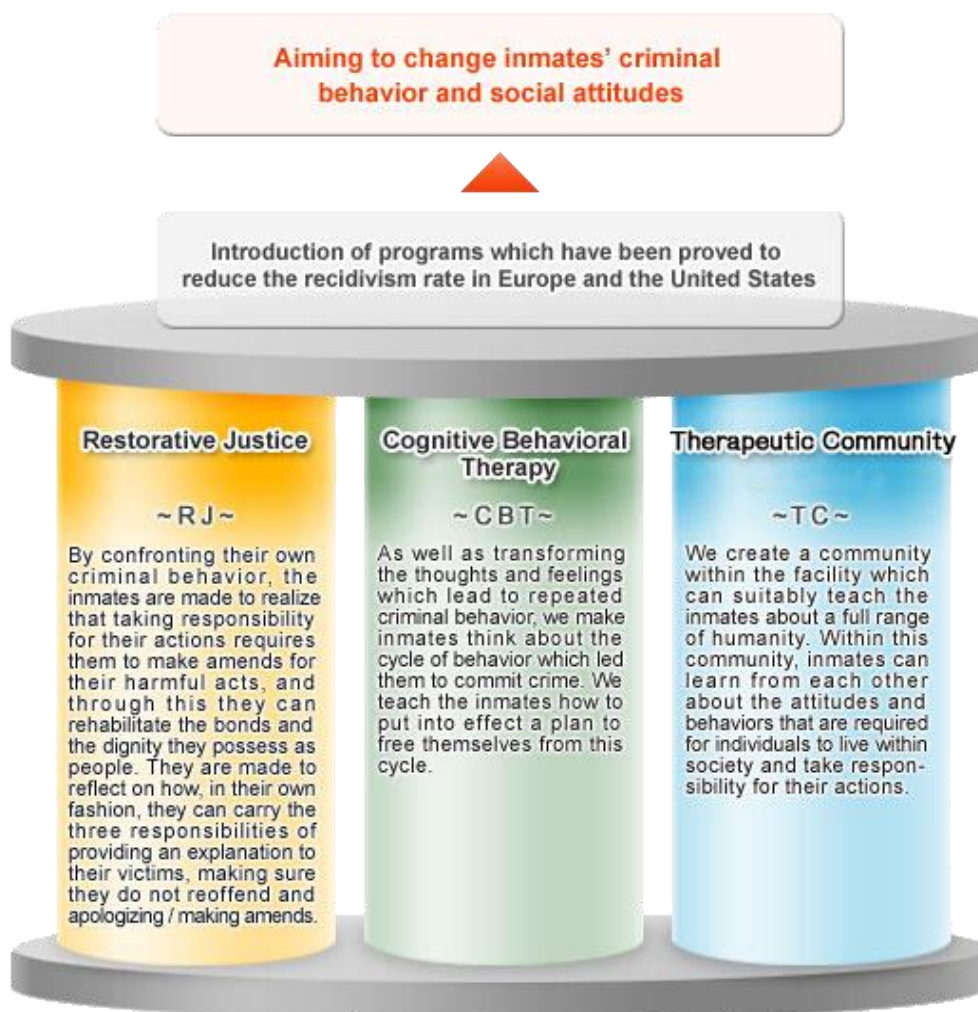 Aiming to change inmates’ criminal
behavior and social attitudes
Introduction of programs which have been proved to
reduce the recidivism rate in Europe and the United States
Restorative Justice
~RJ~
By confronting their own
criminal behavior, the
inmates are made to realize
that taking responsibility
for their actions requires
them to make amends for
their harmful acts, and
through this they can
rehabilitate the bonds and
the dignity they possess as
people. They are made to
reflect on how, in their own
fashion, they can carry the
three responsibilities of
providing an explanation to
their victims, making sure
they do not reoffend and
apologizing / making amends.
Cognitive Behavioral
Therapy
~CBT~
As well as transforming
the thoughts and feelings
which lead to repeated
criminal behavior, we make
inmates think about the
cycle of behavior which led
them to commit crime. We
teach the inmates how to
put into effect a plan to
free themselves from this
cycle.
Therapeutic Community
~TC~
We create a community
within the facility which
can suitably teach the
inmates about a full range
of humanity. Within this
community, inmates can
learn from each other
about the attitudes and
behaviors that are required
for individuals to live within
society and take respon-
sibility for their actions.